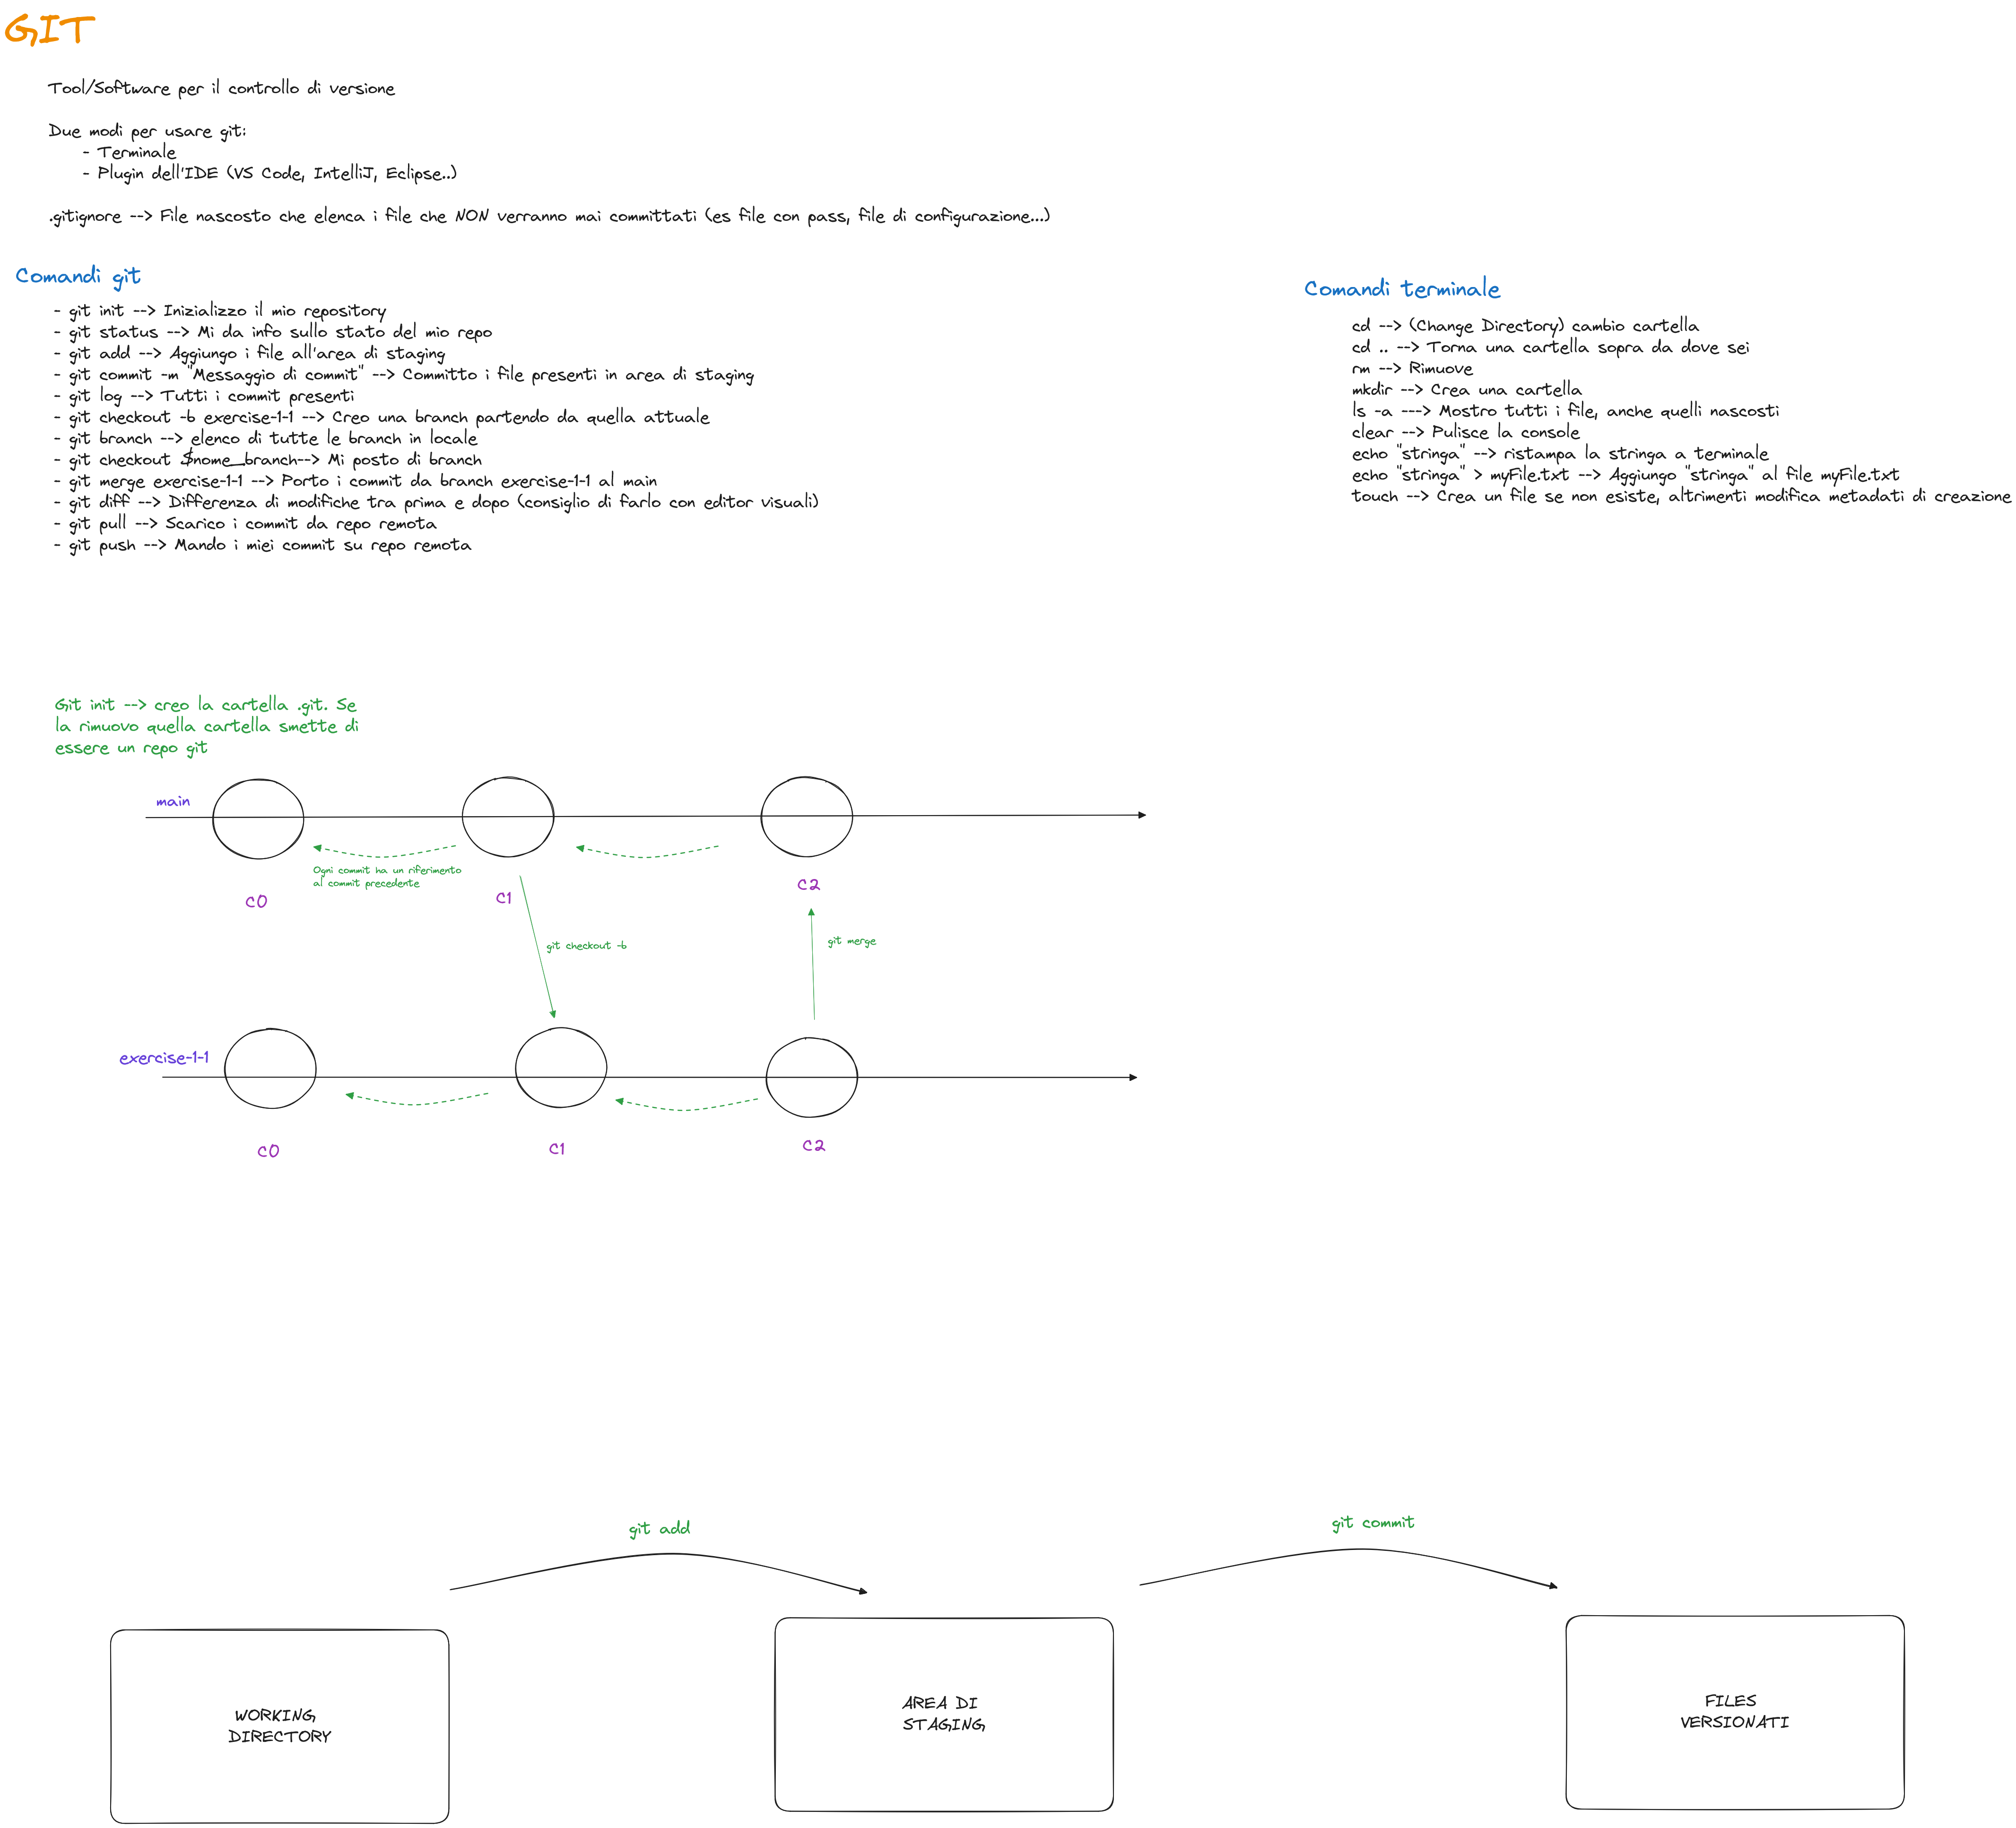 GIT
Tool/Software per il controllo di versione
Due modi per usare git:
- Terminale
- Plugin dell'IDE (VS Code, IntelliJ, Eclipse..)
.gitignore --> File nascosto che elenca i file che NON verranno mai committati (es file con pass, file di configurazione...)
Comandi git
- git init --> Inizializzo il mio repository
- git status --> Mi da info sullo stato del mio repo
- git add --> Aggiungo i file all'area di staging
- git commit -m "Messaggio di commit" --> Committo i file presenti in area di staging
- git log --> Tutti i commit presenti
- git checkout -b exercise-1-1 --> Creo una branch partendo da quella attuale
- git branch --> elenco di tutte le branch in locale
- git checkout $nome_branch--> Mi posto di branch
- git merge exercise-1-1 --> Porto i commit da branch exercise-1-1 al main
- git diff --> Differenza di modifiche tra prima e dopo (consiglio di farlo con editor visuali)
- git pull --> Scarico i commit da repo remota
- git push --> Mando i miei commit su repo remota
Comandi terminale
cd --> (Change Directory) cambio cartella
cd .. --> Torna una cartella sopra da dove sei
rm --> Rimuove
mkdir --> Crea una cartella
ls -a ---> Mostro tutti i file, anche quelli nascosti
clear --> Pulisce la console
echo "stringa" --> ristampa la stringa a terminale
echo "stringa" > myFile.txt --> Aggiungo "stringa" al file myFile.txt
touch --> Crea un file se non esiste, altrimenti modifica metadati di creazione
Git init --> creo la cartella .git. Se
la rimuovo quella cartella smette di
essere un repo git
main
Ogni commit ha un riferimento
al commit precedente
C0
C1
C2
git checkout -b
git merge
exercise-1-1
C0
C1
C2
git add
git commit
WORKING
DIRECTORY
AREA DI
STAGING
FILES
VERSIONATI